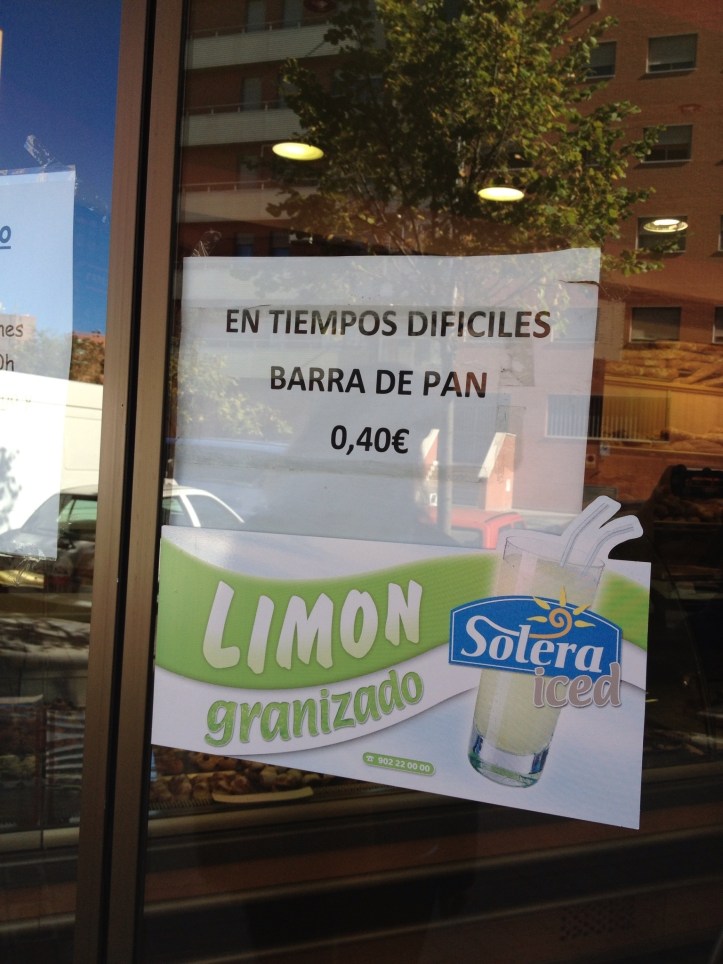 EN TIEMPOS DIFICILES
BARRA DE PAN
0,40€
LIMON
granizado
Solera
iced
902 22 00 00